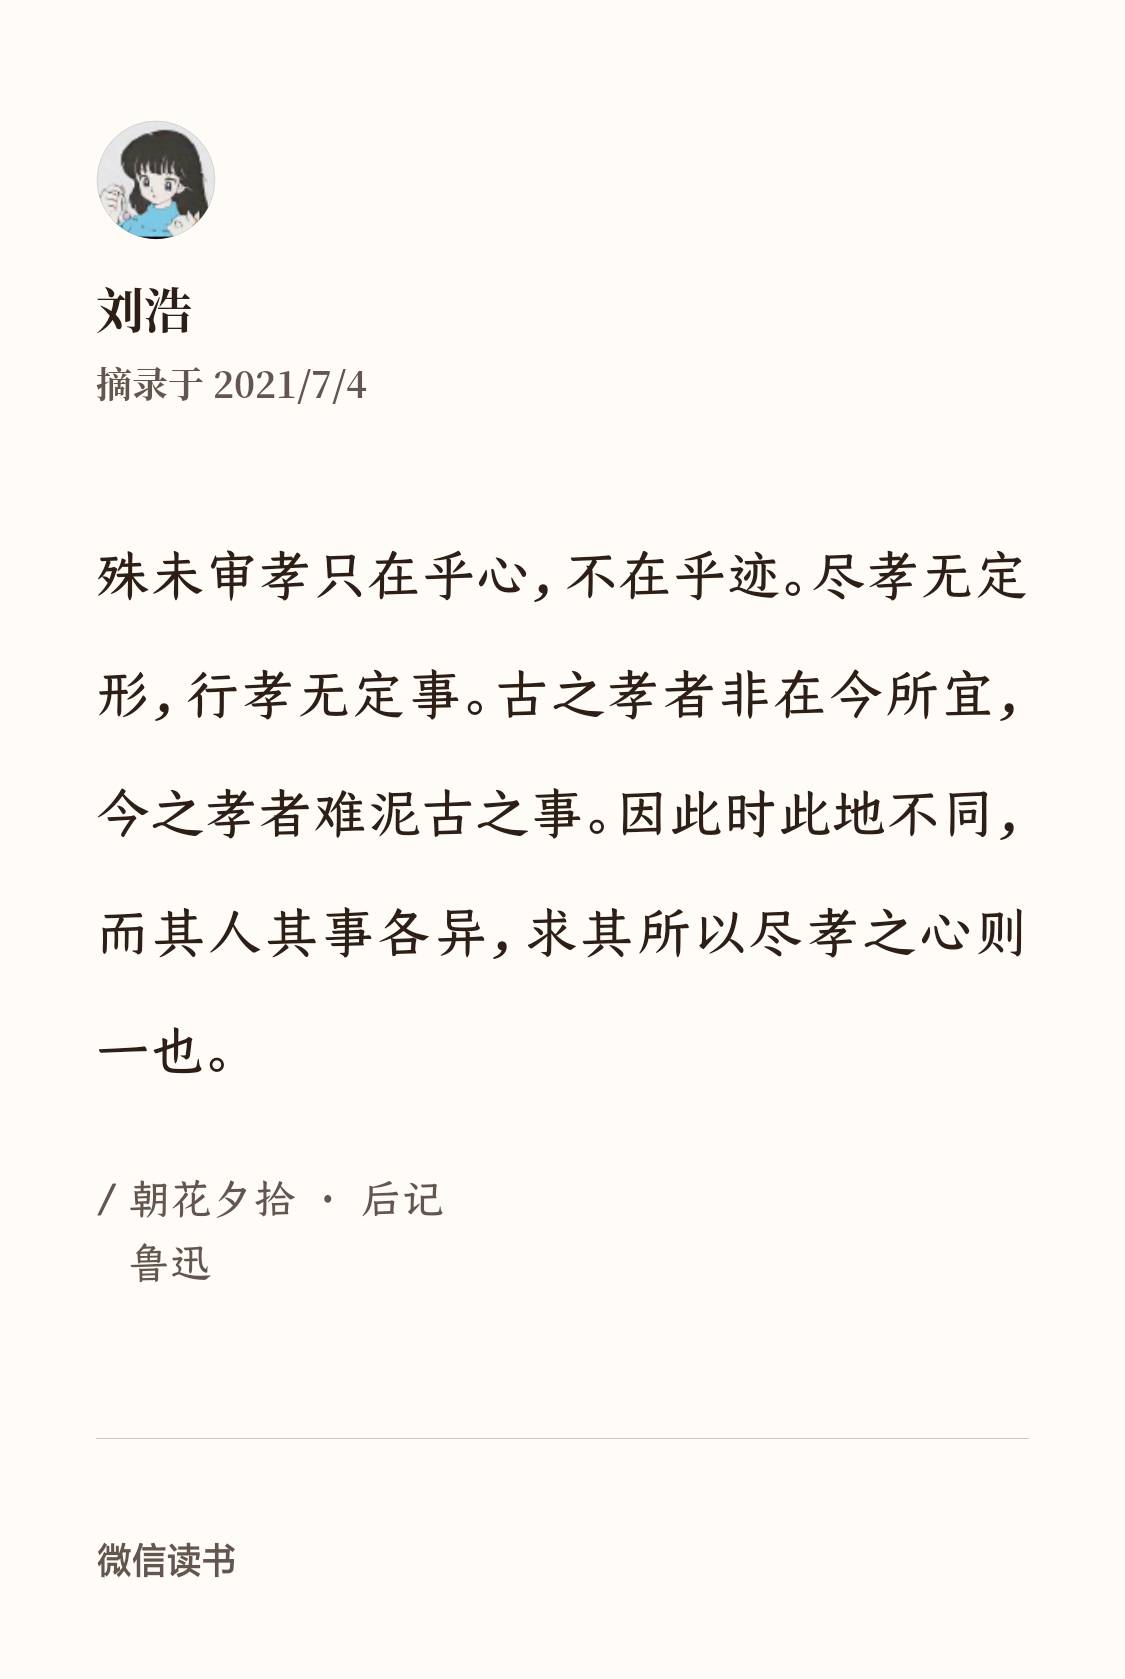 刘浩
摘录于 2021/7/4
殊未审孝只在乎心，不在乎迹。尽孝无定
形，行孝无定事。古之孝者非在今所宜，
今之孝者难泥古之事。因此时此地不同，
而其人其事各异，求其所以尽孝之心则
一也。
/ 朝花夕拾 · 后记
鲁迅
微信读书